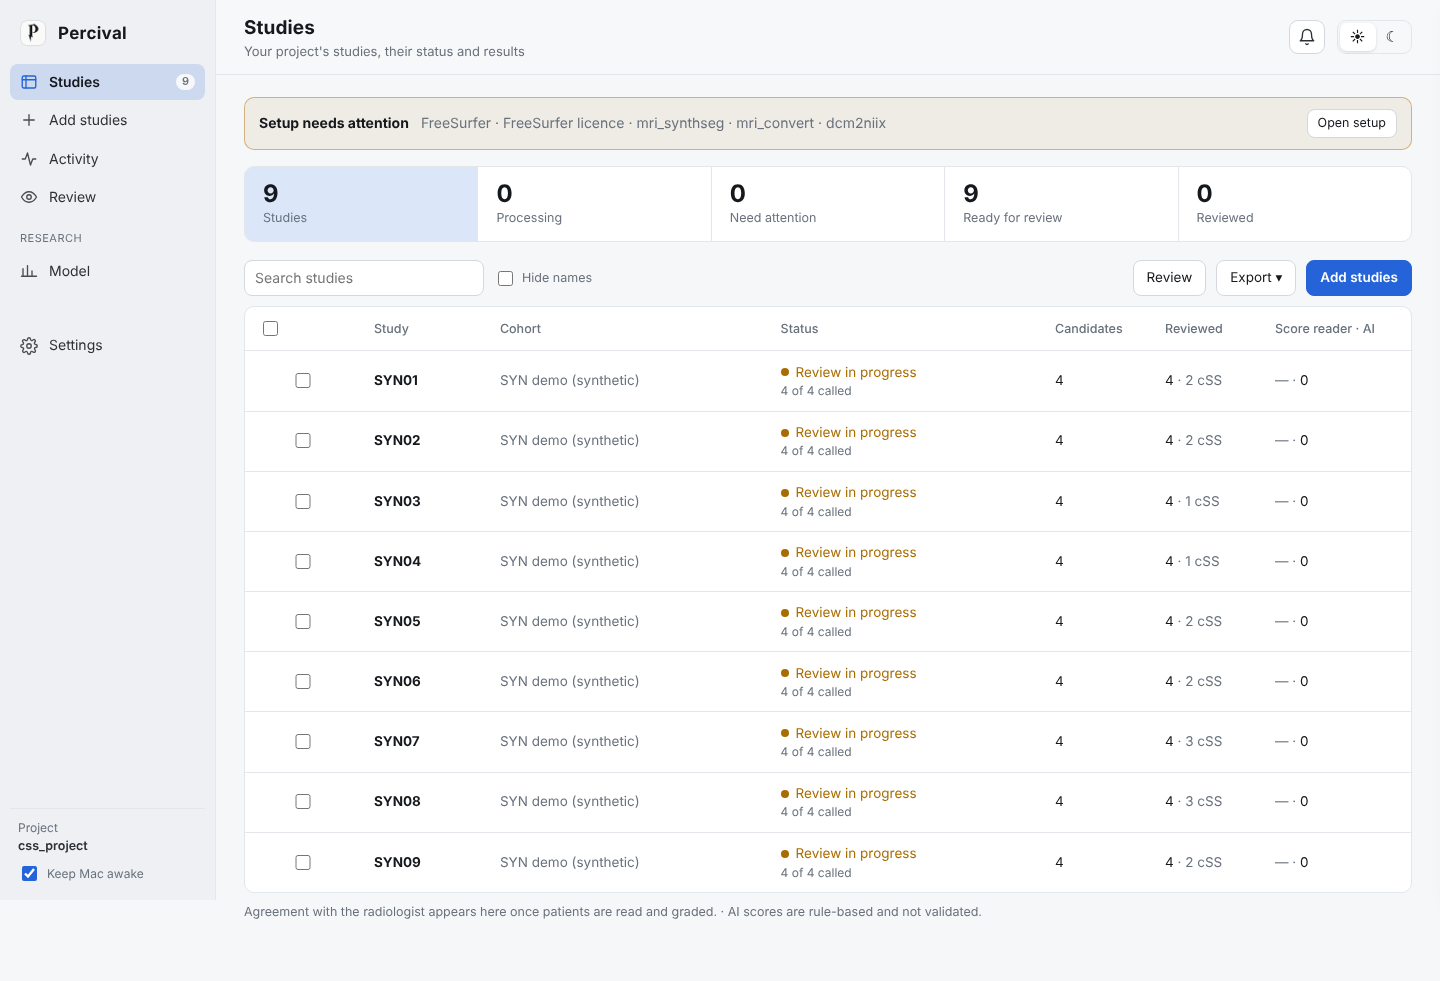 Percival
Studies 9
Add studies
Activity
Review
RESEARCH
Model
Settings
Project
css_project
Keep Mac awake
Studies
Your project's studies, their status and results
Setup needs attention FreeSurfer · FreeSurfer licence · mri_synthseg · mri_convert · dcm2niix Open setup
9 0 0 9 0
Studies Processing Need attention Ready for review Reviewed
Search studies Hide names Review Export ▾ Add studies
Study Cohort Status Candidates Reviewed Score reader · AI
SYN01 SYN demo (synthetic) Review in progress 4 4 · 2 cSS — · 0
4 of 4 called
SYN02 SYN demo (synthetic) Review in progress 4 4 · 2 cSS — · 0
4 of 4 called
SYN03 SYN demo (synthetic) Review in progress 4 4 · 1 cSS — · 0
4 of 4 called
SYN04 SYN demo (synthetic) Review in progress 4 4 · 1 cSS — · 0
4 of 4 called
SYN05 SYN demo (synthetic) Review in progress 4 4 · 2 cSS — · 0
4 of 4 called
SYN06 SYN demo (synthetic) Review in progress 4 4 · 2 cSS — · 0
4 of 4 called
SYN07 SYN demo (synthetic) Review in progress 4 4 · 3 cSS — · 0
4 of 4 called
SYN08 SYN demo (synthetic) Review in progress 4 4 · 3 cSS — · 0
4 of 4 called
SYN09 SYN demo (synthetic) Review in progress 4 4 · 2 cSS — · 0
4 of 4 called
Agreement with the radiologist appears here once patients are read and graded. · AI scores are rule-based and not validated.